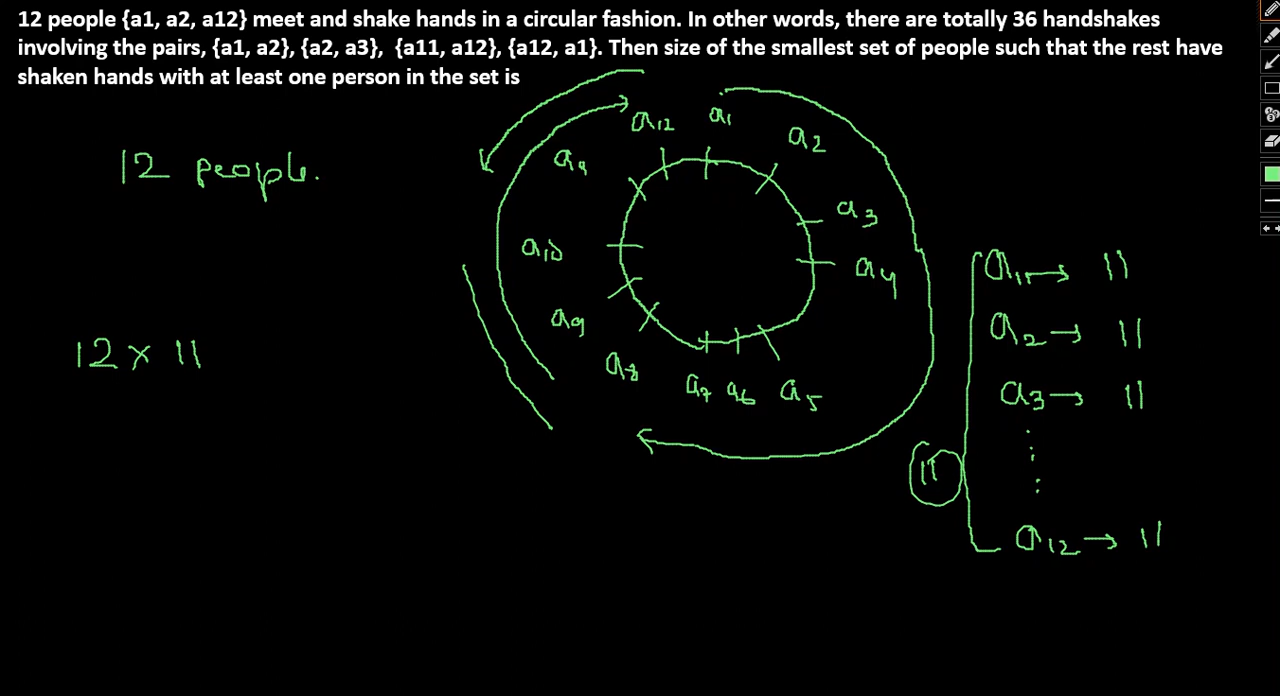 12 people {a1, a2, a12} meet and shake hands in a circular fashion. In other words, there are totally 36 handshakes
involving the pairs, {a1, a2}, {a2, a3},  {a11, a12}, {a12, a1}. Then size of the smallest set of people such that the rest have
shaken hands with at least one person in the set is
a12 a1 a2
12 people.
a9
a3
a10
a4
a9
a8
a7 a6 a5
12 × 11
a1 → 11
a2 → 11
a3 → 11
11
a12 → 11